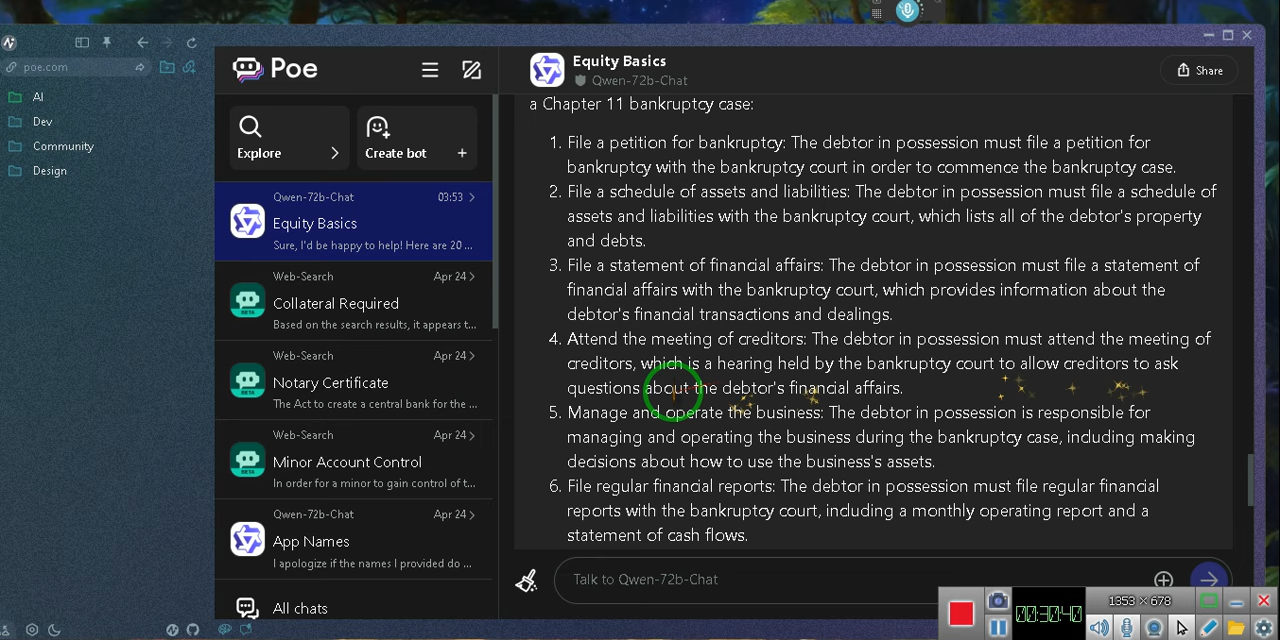 poe.com
AI
Dev
Community
Design
Poe
Explore
Create bot
Qwen-72b-Chat 03:53
Equity Basics
Sure, I'd be happy to help! Here are 20 ...
Web-Search Apr 24
Collateral Required
Based on the search results, it appears t...
Web-Search Apr 24
Notary Certificate
The Act to create a central bank for the ...
Web-Search Apr 24
Minor Account Control
In order for a minor to gain control of t...
Qwen-72b-Chat Apr 24
App Names
I apologize if the names I provided do ...
All chats
Equity Basics
Qwen-72b-Chat
Share
a Chapter 11 bankruptcy case:
1. File a petition for bankruptcy: The debtor in possession must file a petition for
bankruptcy with the bankruptcy court in order to commence the bankruptcy case.
2. File a schedule of assets and liabilities: The debtor in possession must file a schedule of
assets and liabilities with the bankruptcy court, which lists all of the debtor's property
and debts.
3. File a statement of financial affairs: The debtor in possession must file a statement of
financial affairs with the bankruptcy court, which provides information about the
debtor's financial transactions and dealings.
4. Attend the meeting of creditors: The debtor in possession must attend the meeting of
creditors, which is a hearing held by the bankruptcy court to allow creditors to ask
questions about the debtor's financial affairs.
5. Manage and operate the business: The debtor in possession is responsible for
managing and operating the business during the bankruptcy case, including making
decisions about how to use the business's assets.
6. File regular financial reports: The debtor in possession must file regular financial
reports with the bankruptcy court, including a monthly operating report and a
statement of cash flows.
Talk to Qwen-72b-Chat
00:30:40
1353 × 678